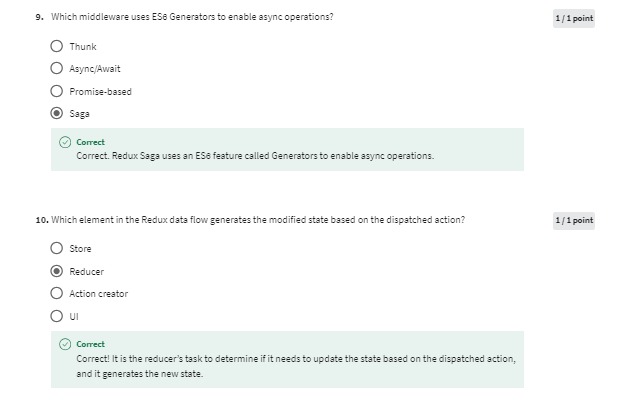 9. Which middleware uses ES6 Generators to enable async operations?
1 / 1 point
Thunk
Async/Await
Promise-based
Saga
Correct
Correct. Redux Saga uses an ES6 feature called Generators to enable async operations.
10. Which element in the Redux data flow generates the modified state based on the dispatched action?
1 / 1 point
Store
Reducer
Action creator
UI
Correct
Correct! It is the reducer's task to determine if it needs to update the state based on the dispatched action,
and it generates the new state.